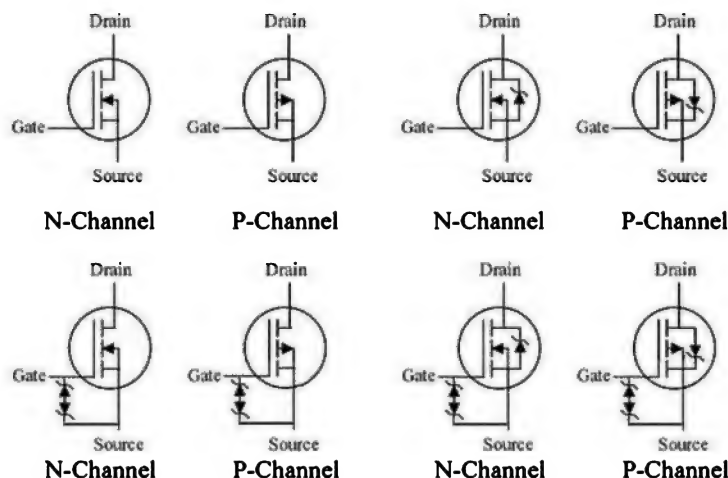 Drain Drain Drain Drain
Gate Gate Gate Gate
Source Source Source Source
N-Channel P-Channel N-Channel P-Channel
Drain Drain Drain Drain
Gate Gate Gate Gate
Source Source Source Source
N-Channel P-Channel N-Channel P-Channel